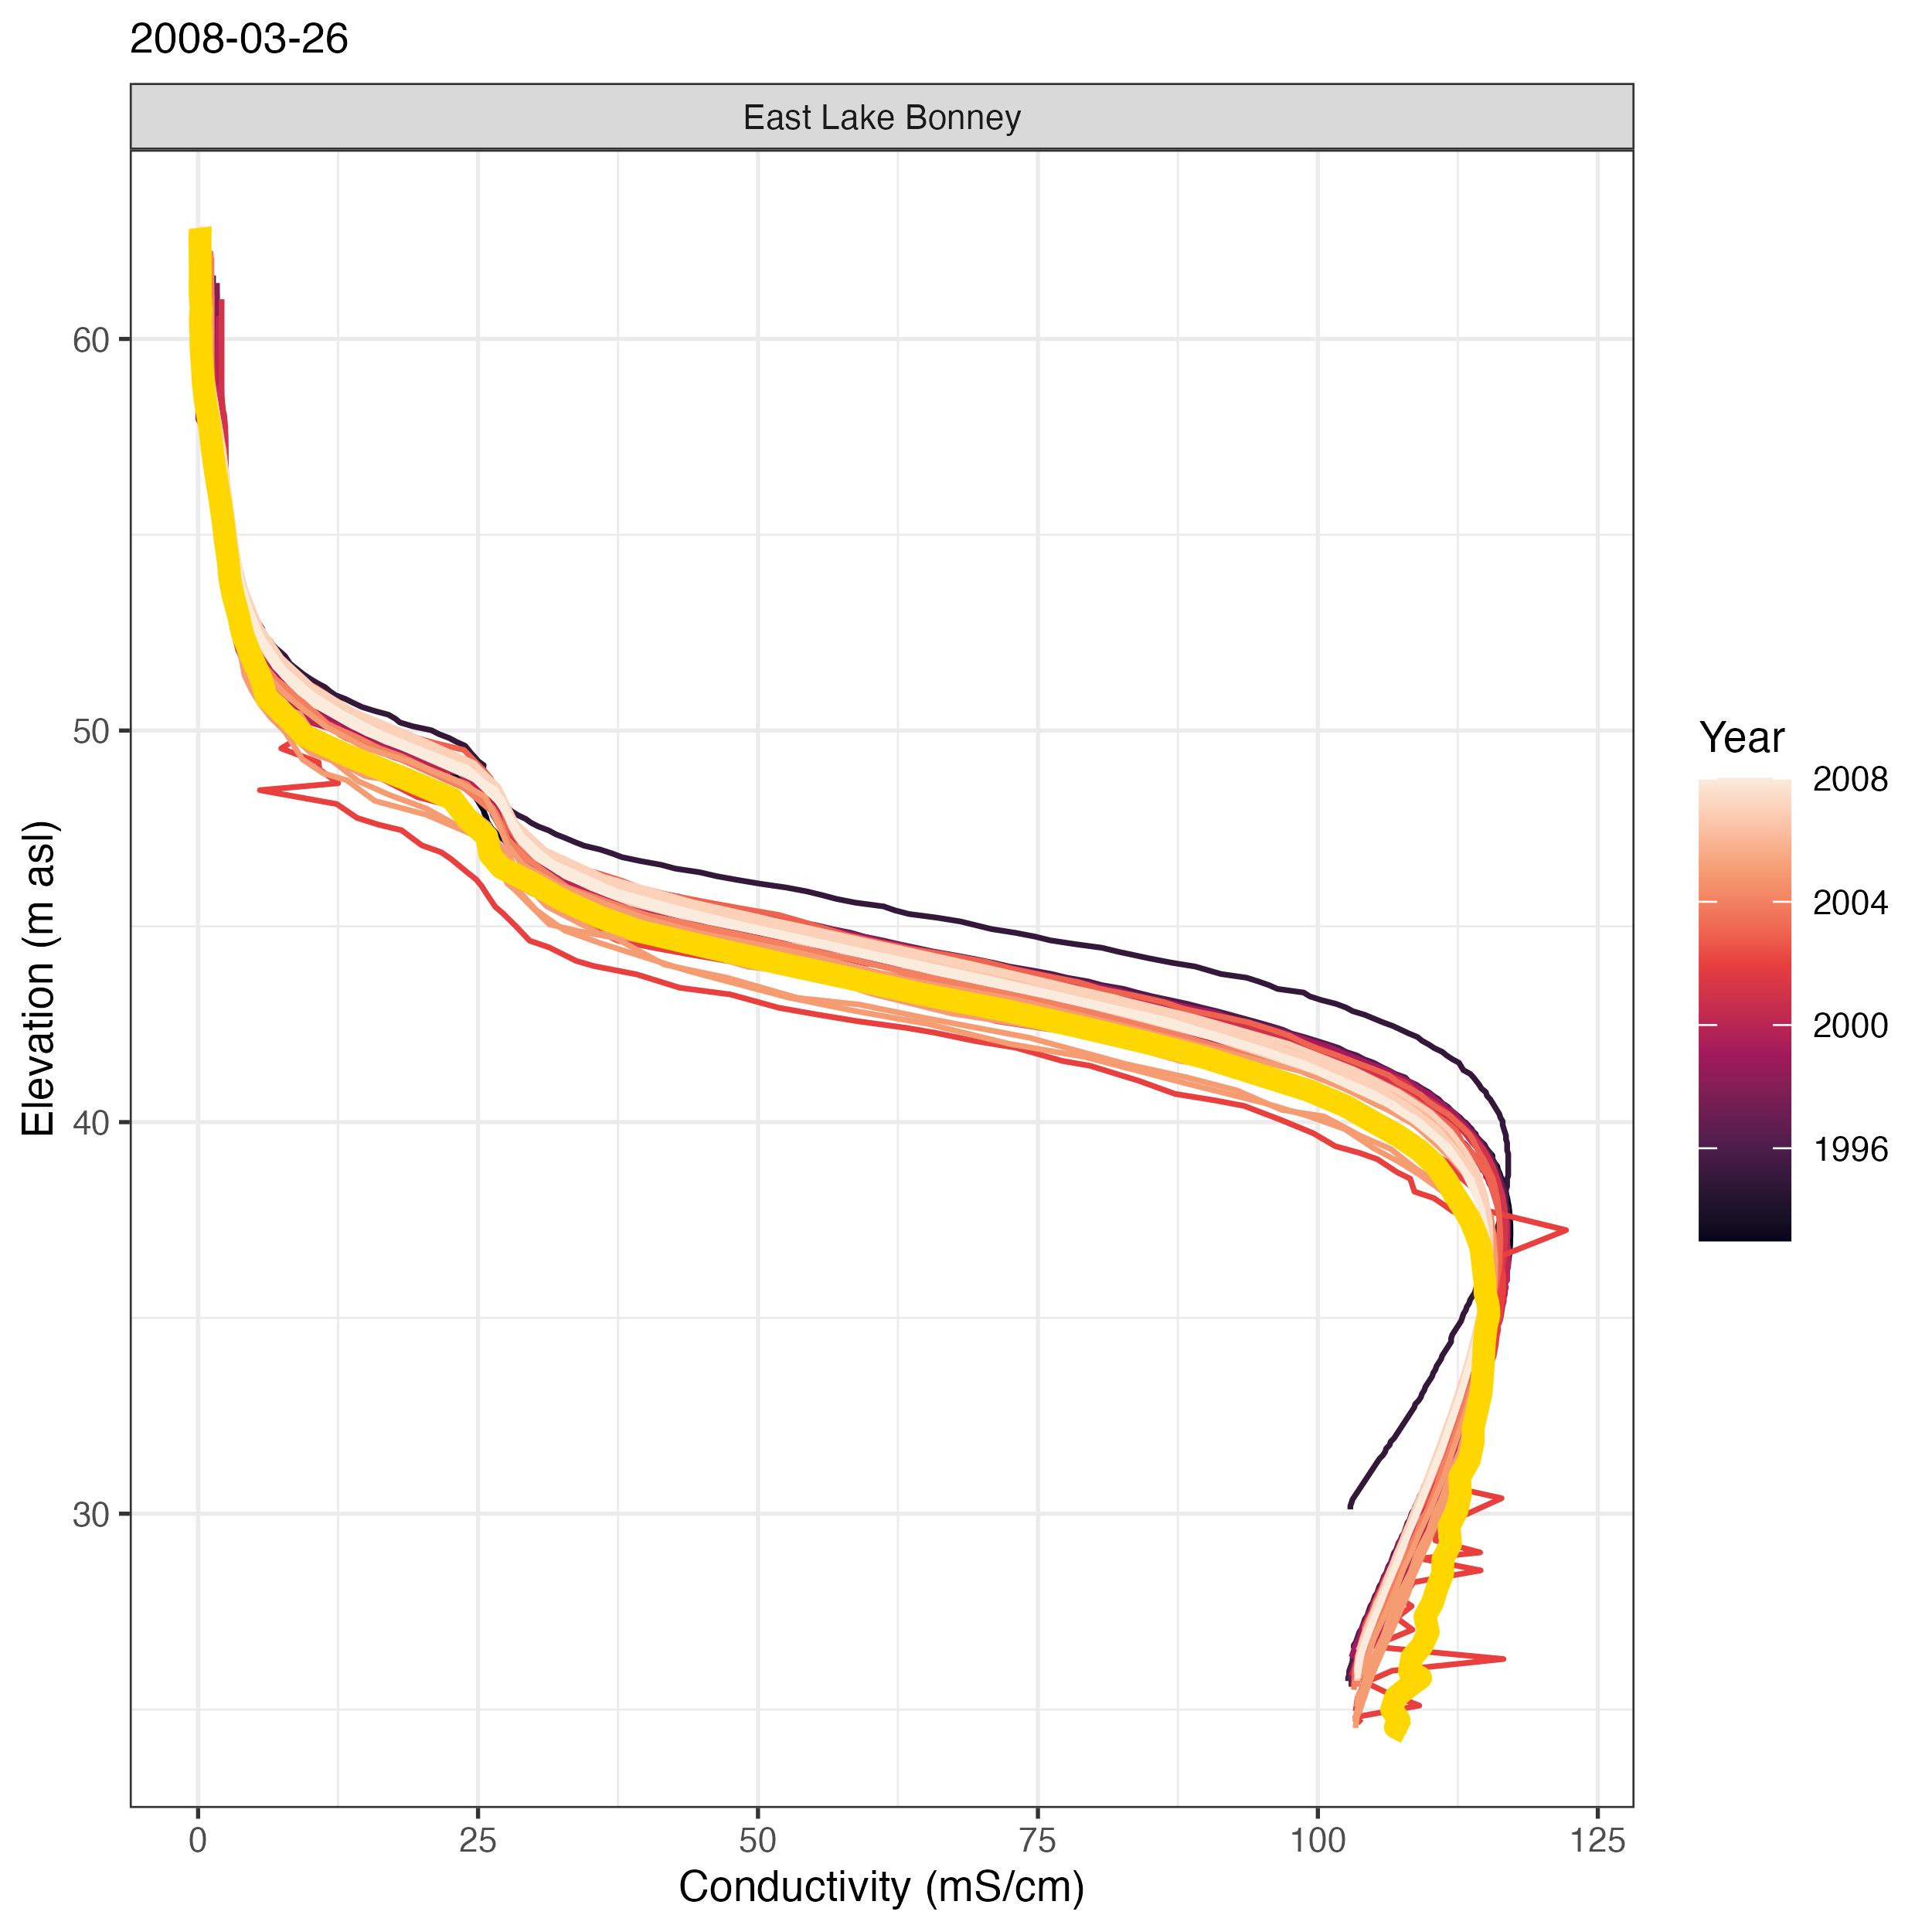 2008-03-26
East Lake Bonney
60
50
40
30
Elevation (m asl)
0 25 50 75 100 125
Conductivity (mS/cm)
Year
2008
2004
2000
1996